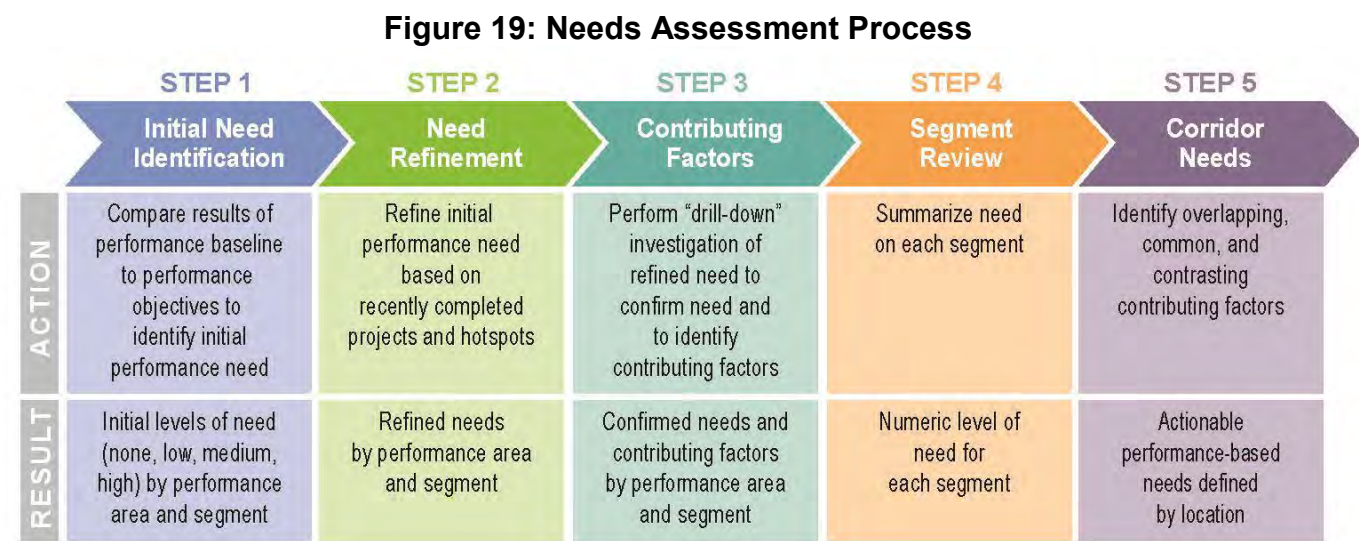 Figure 19: Needs Assessment Process
STEP 1
STEP 2
STEP 3
STEP 4
STEP 5
Initial Need
Identification
Need
Refinement
Contributing
Factors
Segment
Review
Corridor
Needs
ACTION
Compare results of
performance baseline
to performance
objectives to
identify initial
performance need
Refine initial
performance need
based on
recently completed
projects and hotspots
Perform “drill-down”
investigation of
refined need to
confirm need and
to identify
contributing factors
Summarize need
on each segment
Identify overlapping,
common, and
contrasting
contributing factors
RESULT
Initial levels of need
(none, low, medium,
high) by performance
area and segment
Refined needs
by performance area
and segment
Confirmed needs and
contributing factors
by performance area
and segment
Numeric level of
need for
each segment
Actionable
performance-based
needs defined
by location